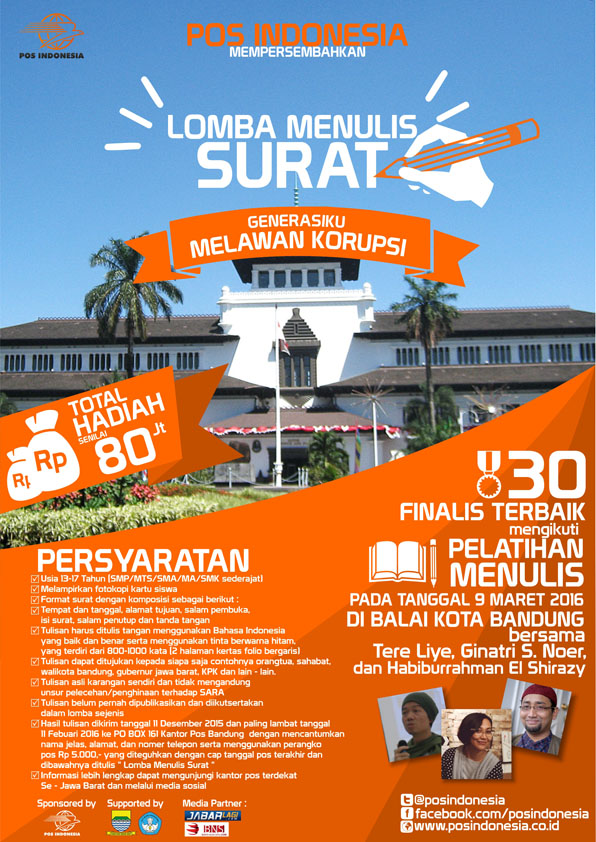 POS INDONESIA
POS INDONESIA
MEMPERSEMBAHKAN
LOMBA MENULIS
SURAT
GENERASIKU
MELAWAN KORUPSI
TOTAL
HADIAH
SENILAI
80 Jt
Rp
Rp
30
FINALIS TERBAIK
mengikuti
PELATIHAN
MENULIS
PADA TANGGAL 9 MARET 2016
DI BALAI KOTA BANDUNG
bersama
Tere Liye, Ginatri S. Noer,
dan Habiburrahman El Shirazy
PERSYARATAN
Usia 13-17 Tahun (SMP/MTS/SMA/MA/SMK sederajat)
Melampirkan fotokopi kartu siswa
Format surat dengan komposisi sebagai berikut :
Tempat dan tanggal, alamat tujuan, salam pembuka,
isi surat, salam penutup dan tanda tangan
Tulisan harus ditulis tangan menggunakan Bahasa Indonesia
yang baik dan benar serta menggunakan tinta berwarna hitam,
yang terdiri dari 800-1000 kata (2 halaman kertas folio bergaris)
Tulisan dapat ditujukan kepada siapa saja contohnya orangtua, sahabat,
walikota bandung, gubernur jawa barat, KPK dan lain - lain.
Tulisan asli karangan sendiri dan tidak mengandung
unsur pelecehan/penghinaan terhadap SARA
Tulisan belum pernah dipublikasikan dan diikutsertakan
dalam lomba sejenis
Hasil tulisan dikirim tanggal 11 Desember 2015 dan paling lambat tanggal
11 Febuari 2016 ke PO BOX 161 Kantor Pos Bandung dengan mencantumkan
nama jelas, alamat, dan nomer telepon serta menggunakan perangko
pos Rp 5.000,- yang diteguhkan dengan cap tanggal pos terakhir dan
dibawahnya ditulis " Lomba Menulis Surat "
Informasi lebih lengkap dapat mengunjungi kantor pos terdekat
Se - Jawa Barat dan melalui media sosial
Sponsored by
Supported by
Media Partner :
POS INDONESIA
JABAR
BNS
@posindonesia
facebook.com/posindonesia
www.posindonesia.co.id